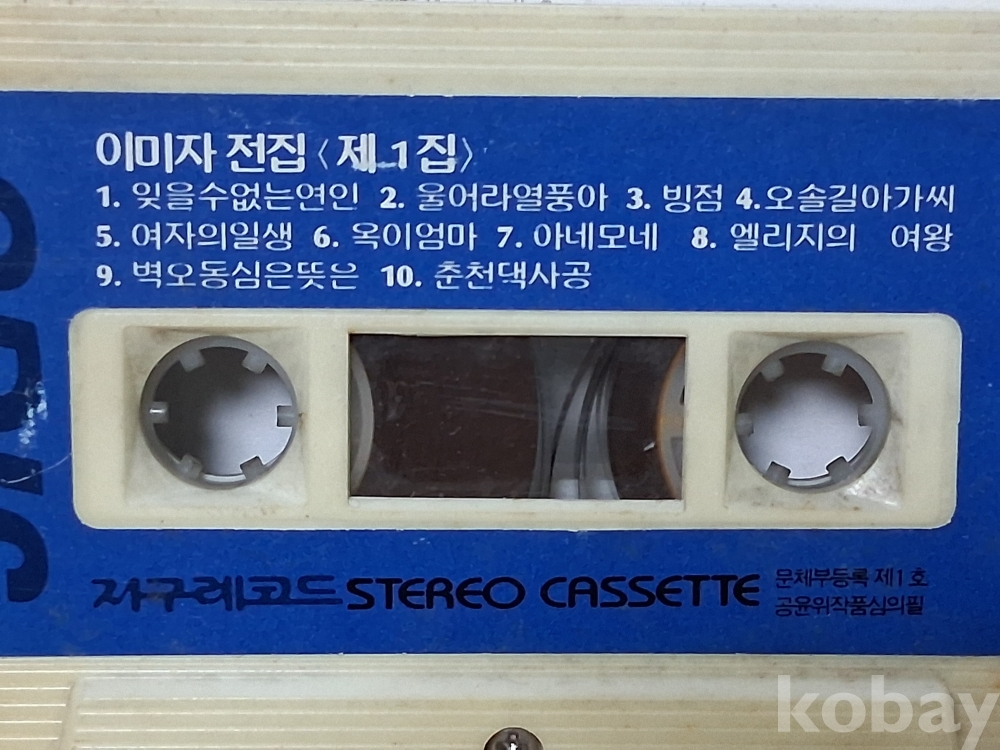 이미자 전집 〈제 1 집〉
1. 잊을수없는연인 2. 울어라열풍아 3. 빙점 4. 오솔길아가씨
5. 여자의일생 6. 옥이엄마 7. 아네모네 8. 엘리지의 여왕
9. 벽오동심은뜻은 10. 춘천댁사공
지구레코드 STEREO CASSETTE
문체부등록 제1호
공윤위작품심의필
kobay